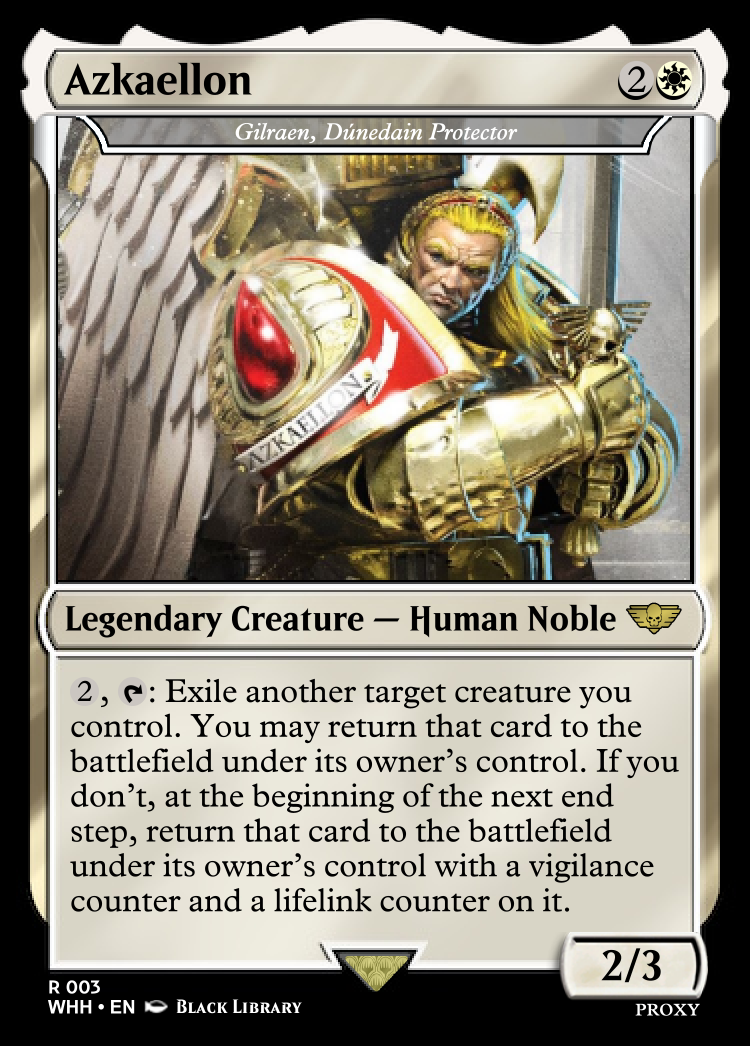 Azkaellon 2
Gilraen, Dúnedain Protector
AZKAELLON
Legendary Creature — Human Noble
2, : Exile another target creature you
control. You may return that card to the
battlefield under its owner's control. If you
don't, at the beginning of the next end
step, return that card to the battlefield
under its owner's control with a vigilance
counter and a lifelink counter on it.
2/3
R 003
WHH • EN BLACK LIBRARY
PROXY